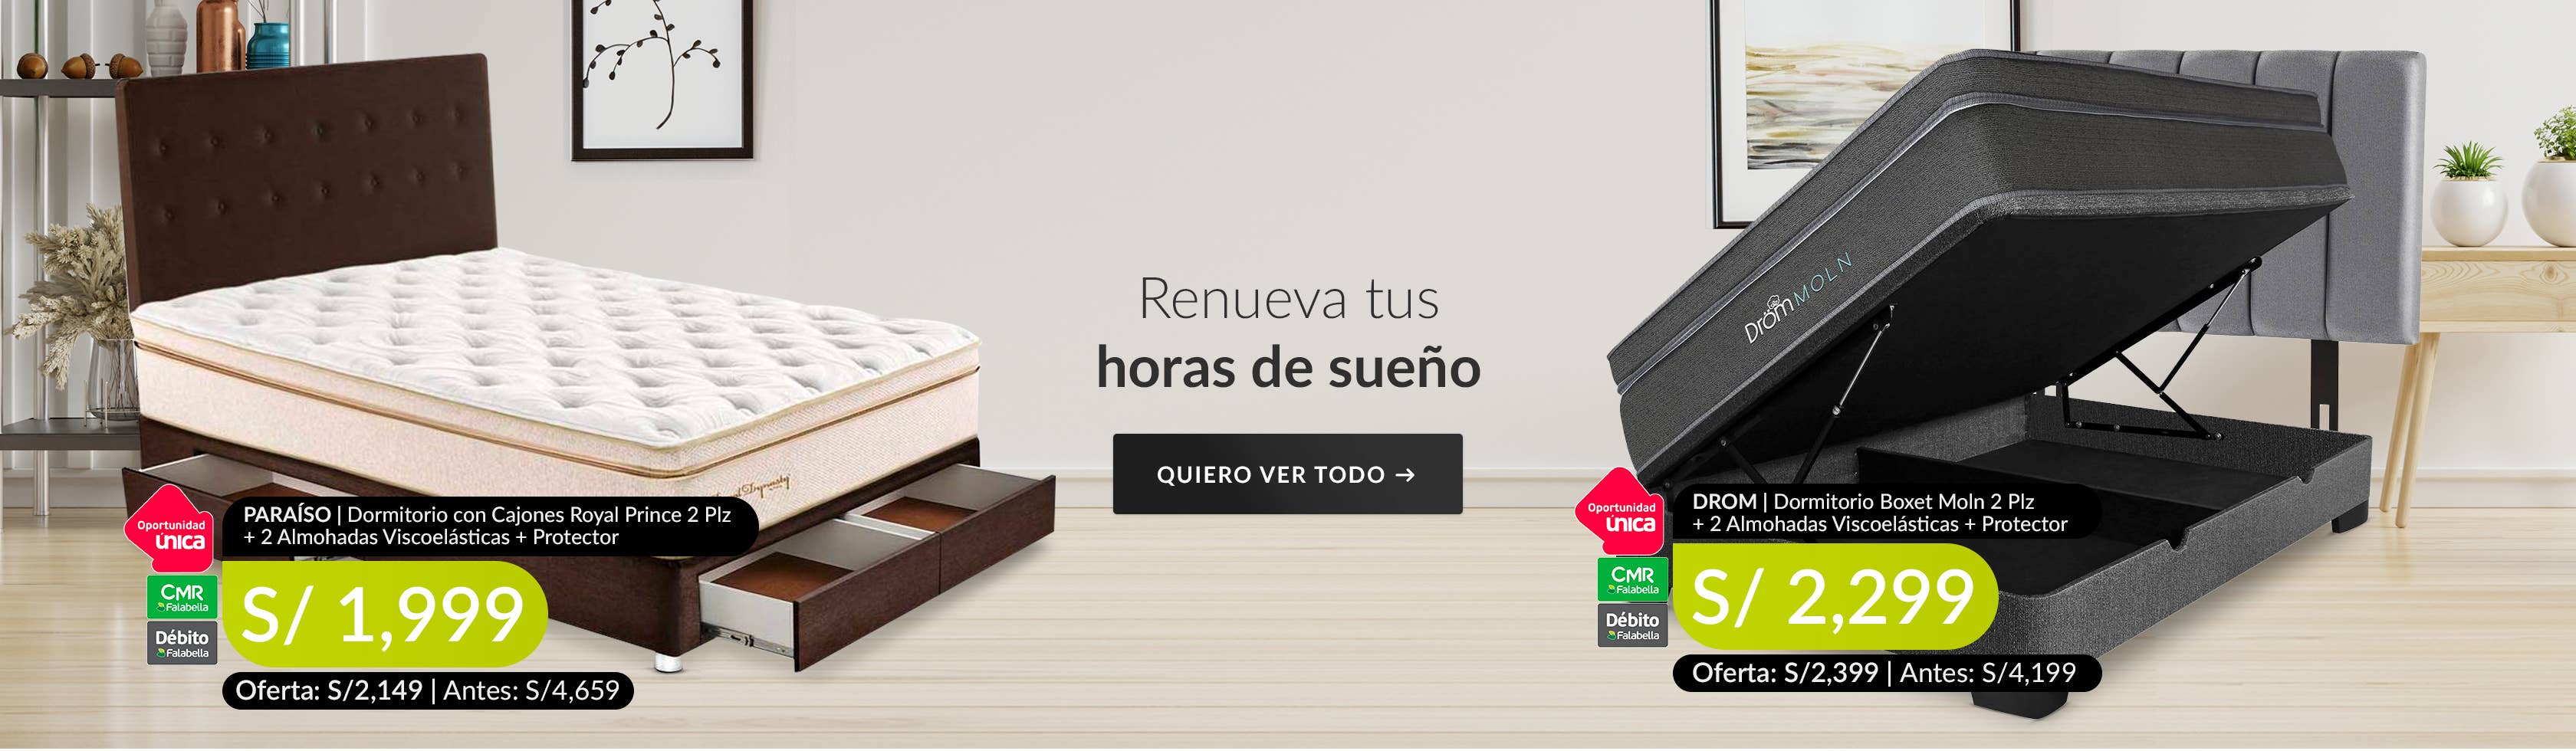 Renueva tus
horas de sueño
QUIERO VER TODO →
Oportunidad
única
PARAÍSO | Dormitorio con Cajones Royal Prince 2 Plz
+ 2 Almohadas Viscoelásticas + Protector
CMR
Falabella
Débito
Falabella
S/ 1,999
Oferta: S/2,149 | Antes: S/4,659
Dröm MOLN
Oportunidad
única
DROM | Dormitorio Boxet Moln 2 Plz
+ 2 Almohadas Viscoelásticas + Protector
CMR
Falabella
Débito
Falabella
S/ 2,299
Oferta: S/2,399 | Antes: S/4,199